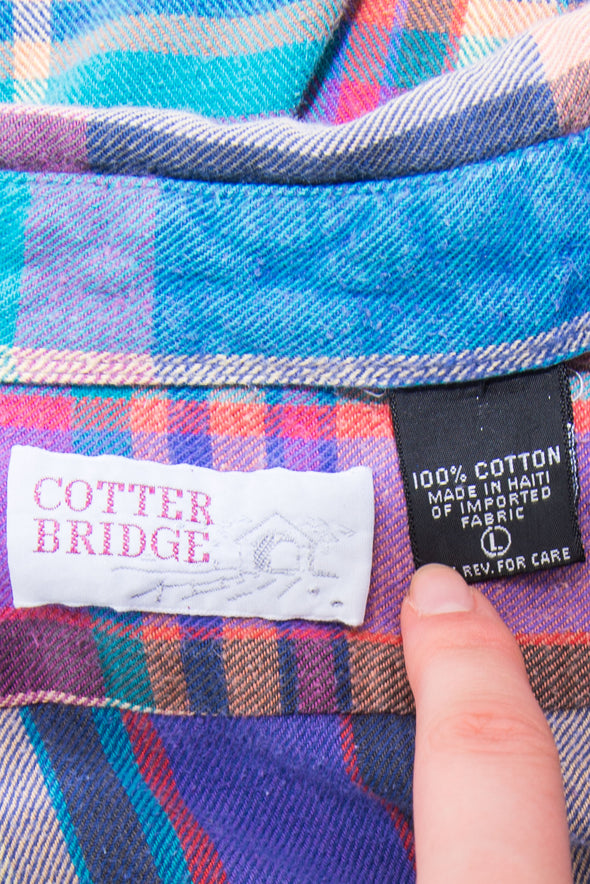 COTTER
BRIDGE
100% COTTON
MADE IN HAITI
OF IMPORTED
FABRIC
L
REV. FOR CARE